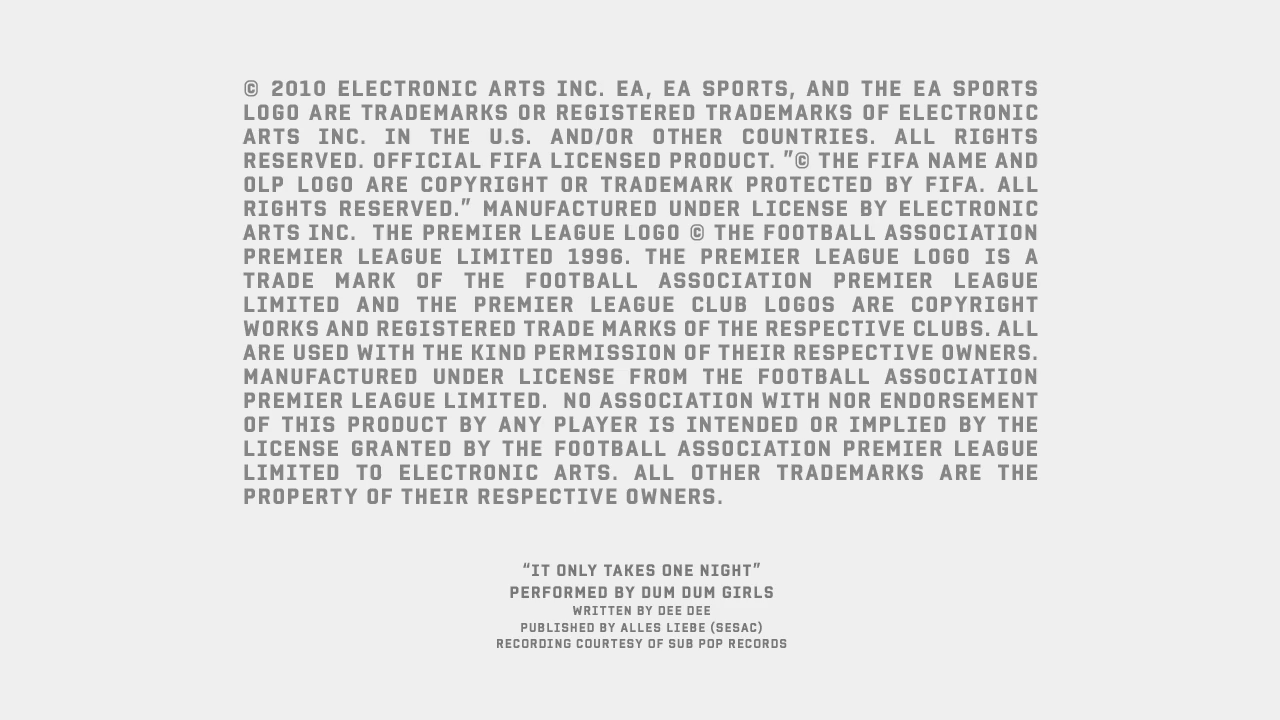 © 2010 ELECTRONIC ARTS INC. EA, EA SPORTS, AND THE EA SPORTS
LOGO ARE TRADEMARKS OR REGISTERED TRADEMARKS OF ELECTRONIC
ARTS INC. IN THE U.S. AND/OR OTHER COUNTRIES. ALL RIGHTS
RESERVED. OFFICIAL FIFA LICENSED PRODUCT. "© THE FIFA NAME AND
OLP LOGO ARE COPYRIGHT OR TRADEMARK PROTECTED BY FIFA. ALL
RIGHTS RESERVED." MANUFACTURED UNDER LICENSE BY ELECTRONIC
ARTS INC. THE PREMIER LEAGUE LOGO © THE FOOTBALL ASSOCIATION
PREMIER LEAGUE LIMITED 1996. THE PREMIER LEAGUE LOGO IS A
TRADE MARK OF THE FOOTBALL ASSOCIATION PREMIER LEAGUE
LIMITED AND THE PREMIER LEAGUE CLUB LOGOS ARE COPYRIGHT
WORKS AND REGISTERED TRADE MARKS OF THE RESPECTIVE CLUBS. ALL
ARE USED WITH THE KIND PERMISSION OF THEIR RESPECTIVE OWNERS.
MANUFACTURED UNDER LICENSE FROM THE FOOTBALL ASSOCIATION
PREMIER LEAGUE LIMITED. NO ASSOCIATION WITH NOR ENDORSEMENT
OF THIS PRODUCT BY ANY PLAYER IS INTENDED OR IMPLIED BY THE
LICENSE GRANTED BY THE FOOTBALL ASSOCIATION PREMIER LEAGUE
LIMITED TO ELECTRONIC ARTS. ALL OTHER TRADEMARKS ARE THE
PROPERTY OF THEIR RESPECTIVE OWNERS.
“IT ONLY TAKES ONE NIGHT”
PERFORMED BY DUM DUM GIRLS
WRITTEN BY DEE DEE
PUBLISHED BY ALLES LIEBE (SESAC)
RECORDING COURTESY OF SUB POP RECORDS